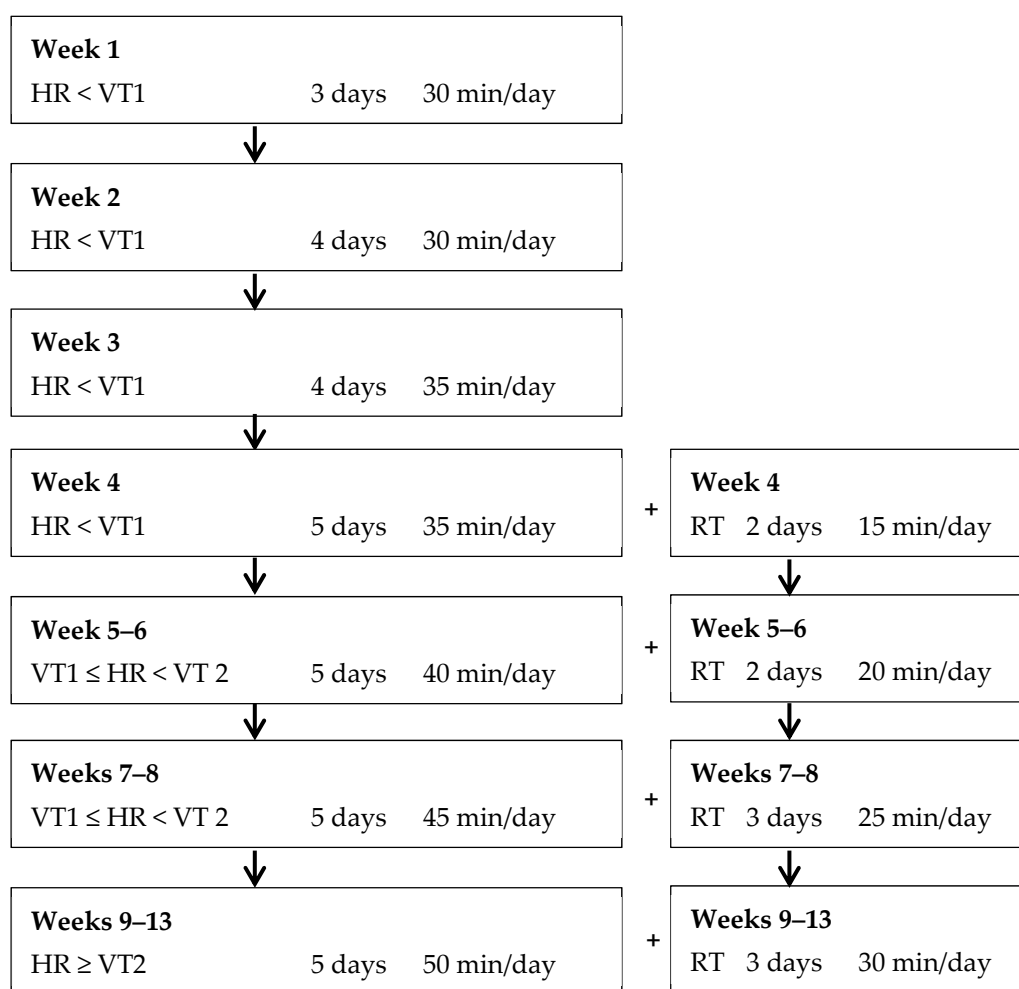 Week 1
HR < VT1 3 days 30 min/day
Week 2
HR < VT1 4 days 30 min/day
Week 3
HR < VT1 4 days 35 min/day
Week 4
HR < VT1 5 days 35 min/day
+
Week 4
RT 2 days 15 min/day
Week 5–6
VT1 ≤ HR < VT 2 5 days 40 min/day
+
Week 5–6
RT 2 days 20 min/day
Weeks 7–8
VT1 ≤ HR < VT 2 5 days 45 min/day
+
Weeks 7–8
RT 3 days 25 min/day
Weeks 9–13
HR ≥ VT2 5 days 50 min/day
+
Weeks 9–13
RT 3 days 30 min/day